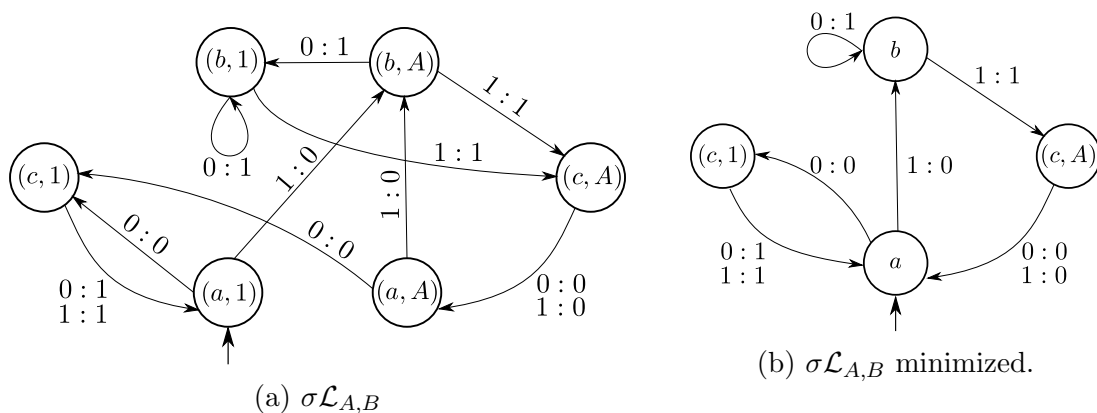 0 : 1
(b, 1)
0 : 1
(b, A)
1 : 1
0 : 1
1 : 1
(c, 1)
1 : 0
1 : 0
(c, A)
0 : 0
0 : 0
0 : 1
1 : 1
(a, 1)
(a, A)
0 : 0
1 : 0
(a) σℒ_{A,B}
b
1 : 1
(c, 1)
0 : 0
1 : 0
(c, A)
0 : 1
1 : 1
a
0 : 0
1 : 0
(b) σℒ_{A,B} minimized.